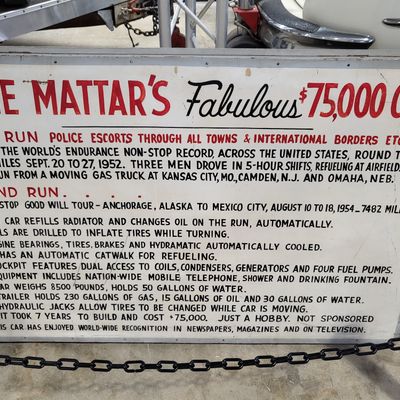 E MATTAR'S Fabulous $75,000 C
RUN POLICE ESCORTS THROUGH ALL TOWNS & INTERNATIONAL BORDERS ETC
THE WORLD'S ENDURANCE NON-STOP RECORD, ACROSS THE UNITED STATES, ROUND T
ILES SEPT. 20 TO 27, 1952. THREE MEN DROVE IN 5-HOUR SHIFTS, REFUELING AT AIRFIELD
UN FROM A MOVING GAS TRUCK AT KANSAS CITY, MO., CAMDEN, N.J. AND OMAHA, NEB.
ND RUN. . . . .
STOP GOOD WILL TOUR - ANCHORAGE, ALASKA TO MEXICO CITY, AUGUST 10 TO 18, 1954 - 7482 MIL
CAR REFILLS RADIATOR AND CHANGES OIL ON THE RUN, AUTOMATICALLY.
LS ARE DRILLED TO INFLATE TIRES WHILE TURNING.
GINE BEARINGS, TIRES, BRAKES AND HYDRAMATIC AUTOMATICALLY COOLED.
HAS AN AUTOMATIC CATWALK FOR REFUELING.
OCKPIT FEATURES DUAL ACCESS TO COILS, CONDENSERS, GENERATORS AND FOUR FUEL PUMPS.
QUIPMENT INCLUDES NATION-WIDE MOBILE TELEPHONE, SHOWER AND DRINKING FOUNTAIN.
AR WEIGHS 8500 POUNDS, HOLDS 50 GALLONS OF WATER.
TRAILER HOLDS 230 GALLONS OF GAS, 15 GALLONS OF OIL AND 30 GALLONS OF WATER.
HYDRAULIC JACKS ALLOW TIRES TO BE CHANGED WHILE CAR IS MOVING.
IT TOOK 7 YEARS TO BUILD AND COST $75,000. JUST A HOBBY. NOT SPONSORED
IS CAR HAS ENJOYED WORLD-WIDE RECOGNITION IN NEWSPAPERS, MAGAZINES AND ON TELEVISION.